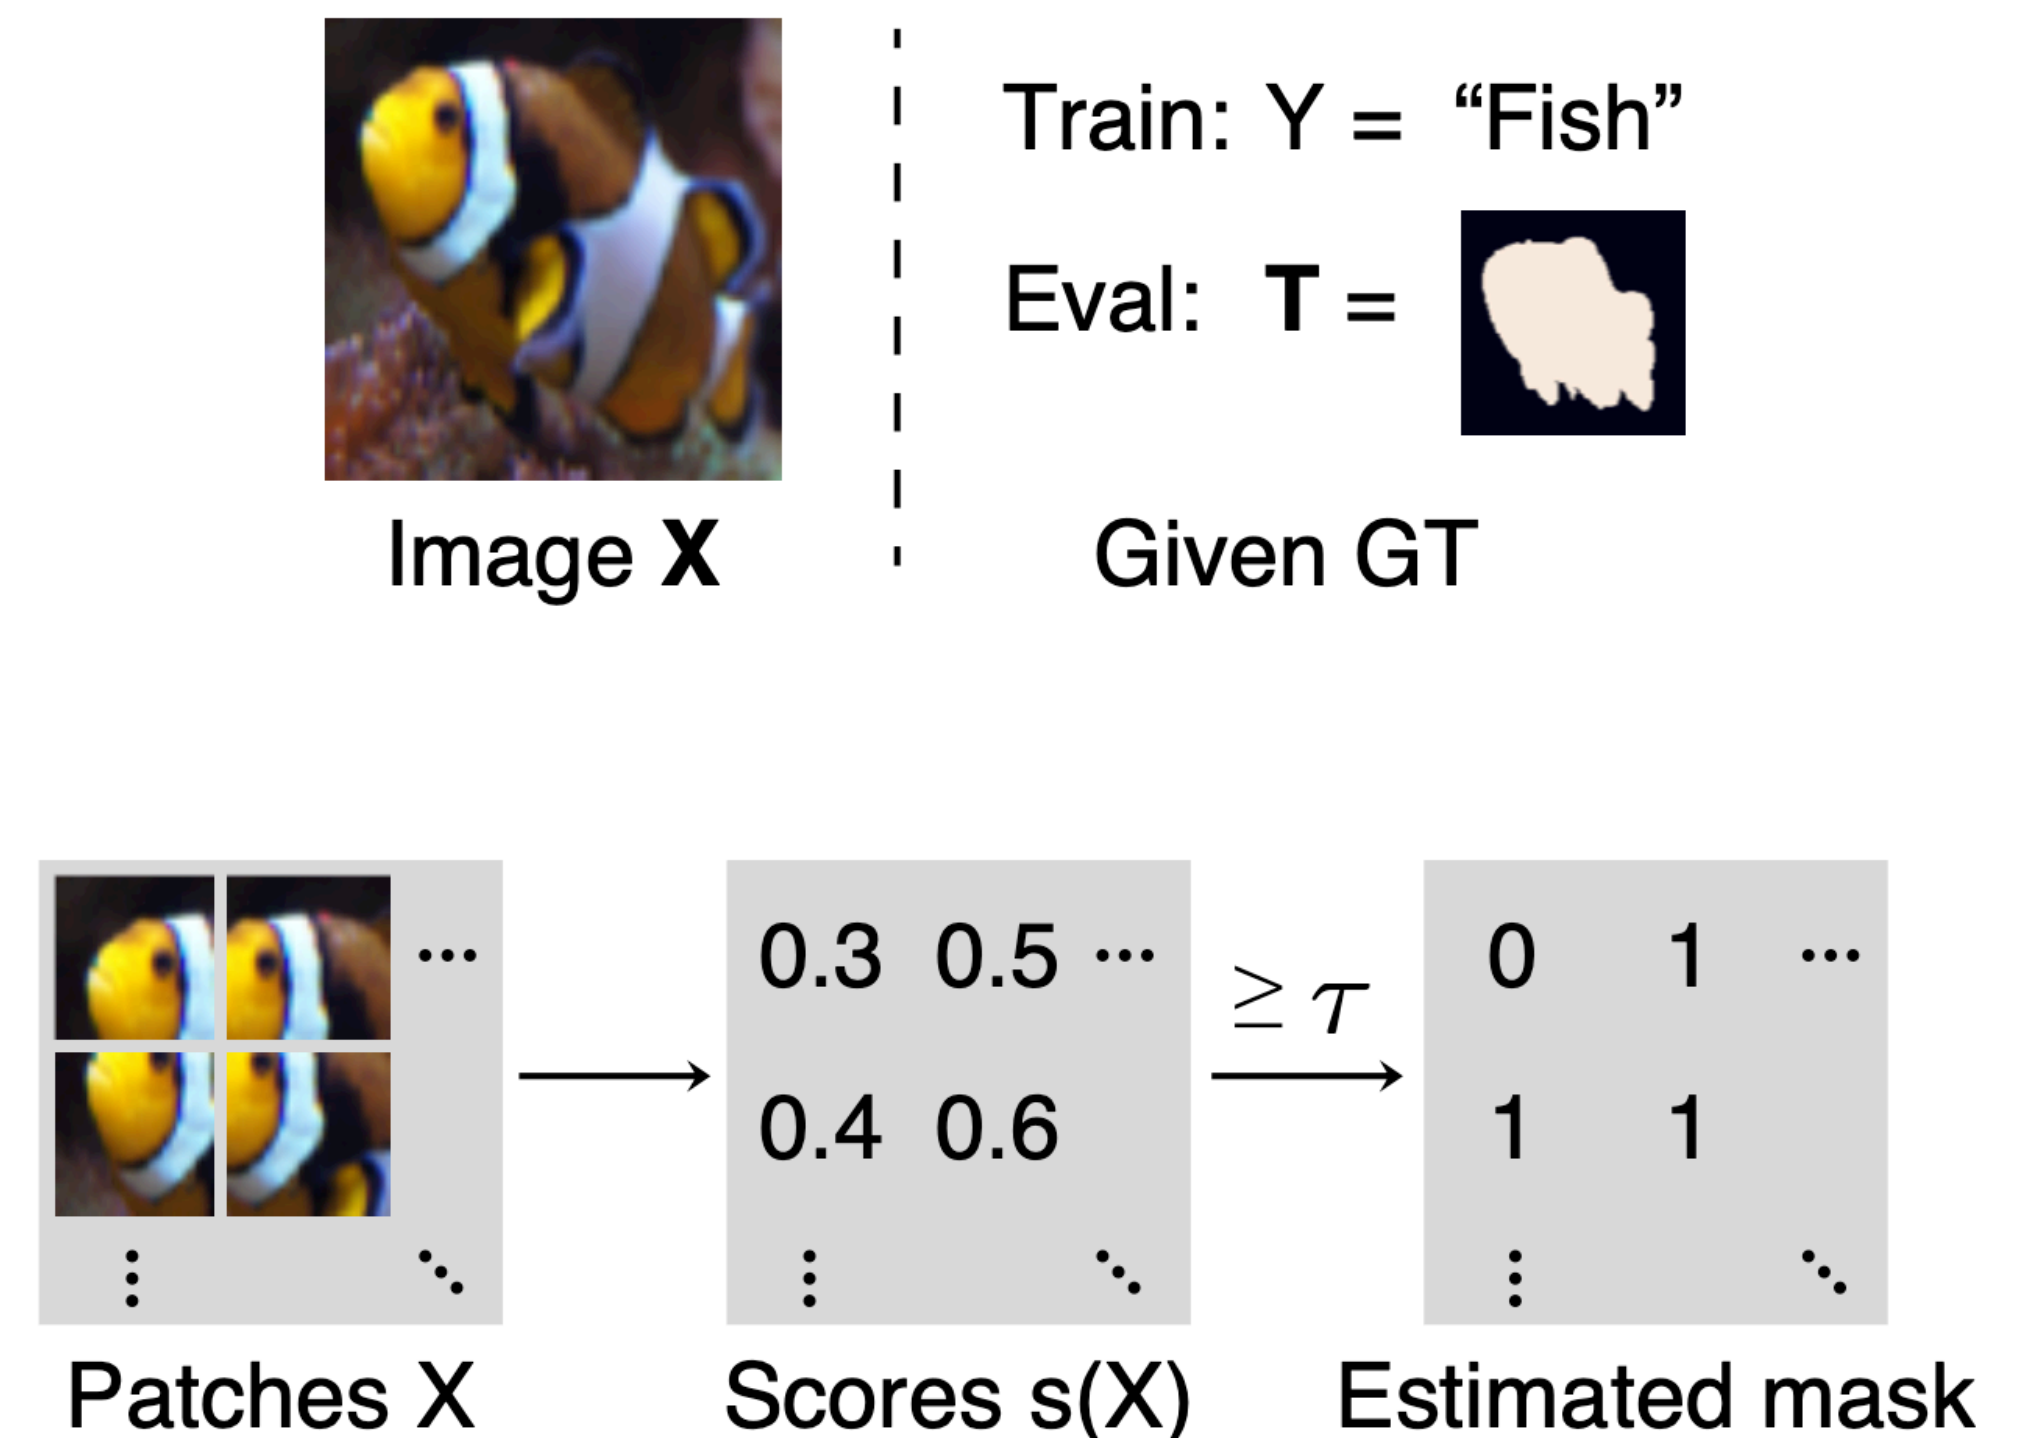 Train: Y = “Fish”
Eval: T =
Image X
Given GT
0.3 0.5 ...
0.4 0.6
≥ τ
0 1 ...
1 1
Patches X
Scores s(X)
Estimated mask